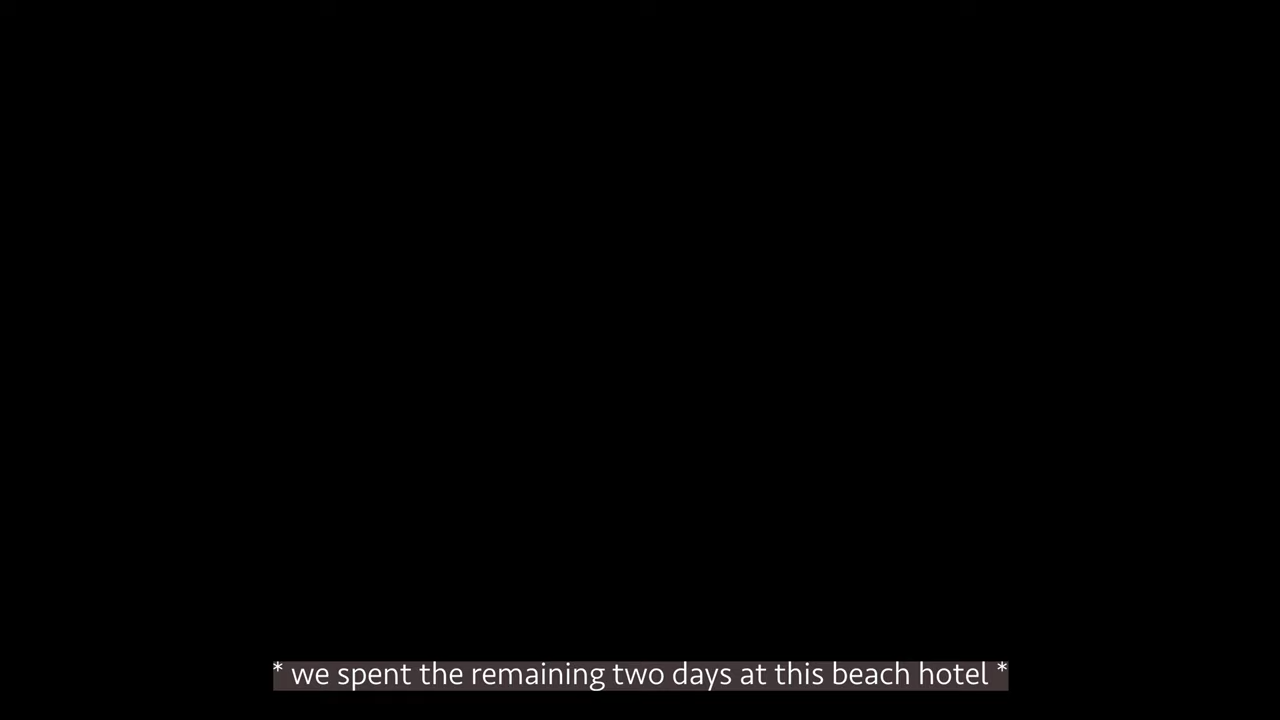 * we spent the remaining two days at this beach hotel *